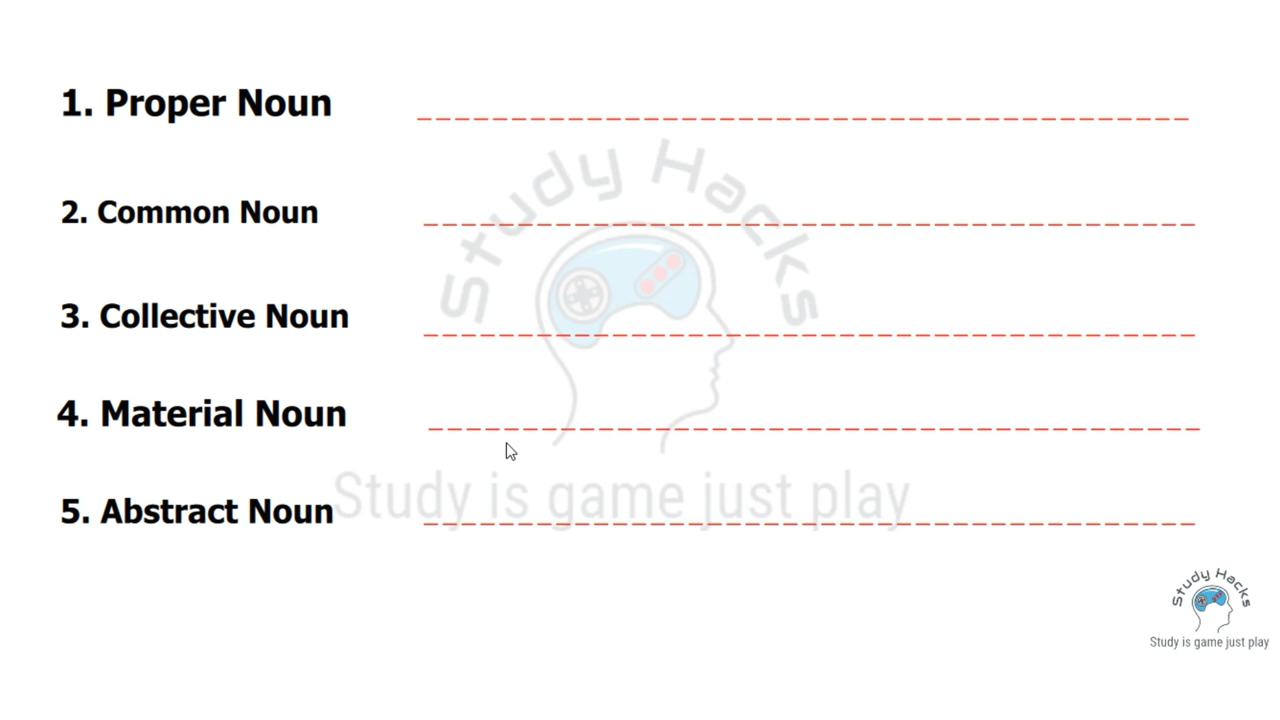 1. Proper Noun
2. Common Noun
3. Collective Noun
4. Material Noun
5. Abstract Noun
Study Hacks
Study is game just play
Study Hacks
Study is game just play